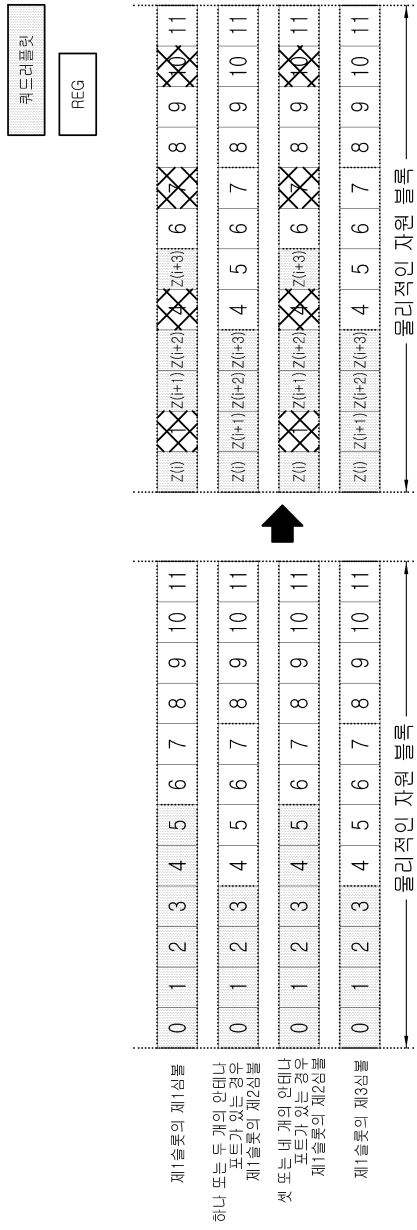 쿼드러플릿
REG
제1슬롯의 제1심볼
0 1 2 3 4 5 6 7 8 9 10 11
Z(i) 1 Z(i+1) Z(i+2) 4 Z(i+3) 6 7 8 9 10 11
하나 또는 두 개의 안테나
포트가 있는 경우
제1슬롯의 제2심볼
0 1 2 3 4 5 6 7 8 9 10 11
Z(i) Z(i+1) Z(i+2) Z(i+3) 4 5 6 7 8 9 10 11
셋 또는 네 개의 안테나
포트가 있는 경우
제1슬롯의 제2심볼
0 1 2 3 4 5 6 7 8 9 10 11
Z(i) 1 Z(i+1) Z(i+2) 4 Z(i+3) 6 7 8 9 10 11
제1슬롯의 제3심볼
0 1 2 3 4 5 6 7 8 9 10 11
Z(i) Z(i+1) Z(i+2) Z(i+3) 4 5 6 7 8 9 10 11
물리적인 자원 블록
물리적인 자원 블록